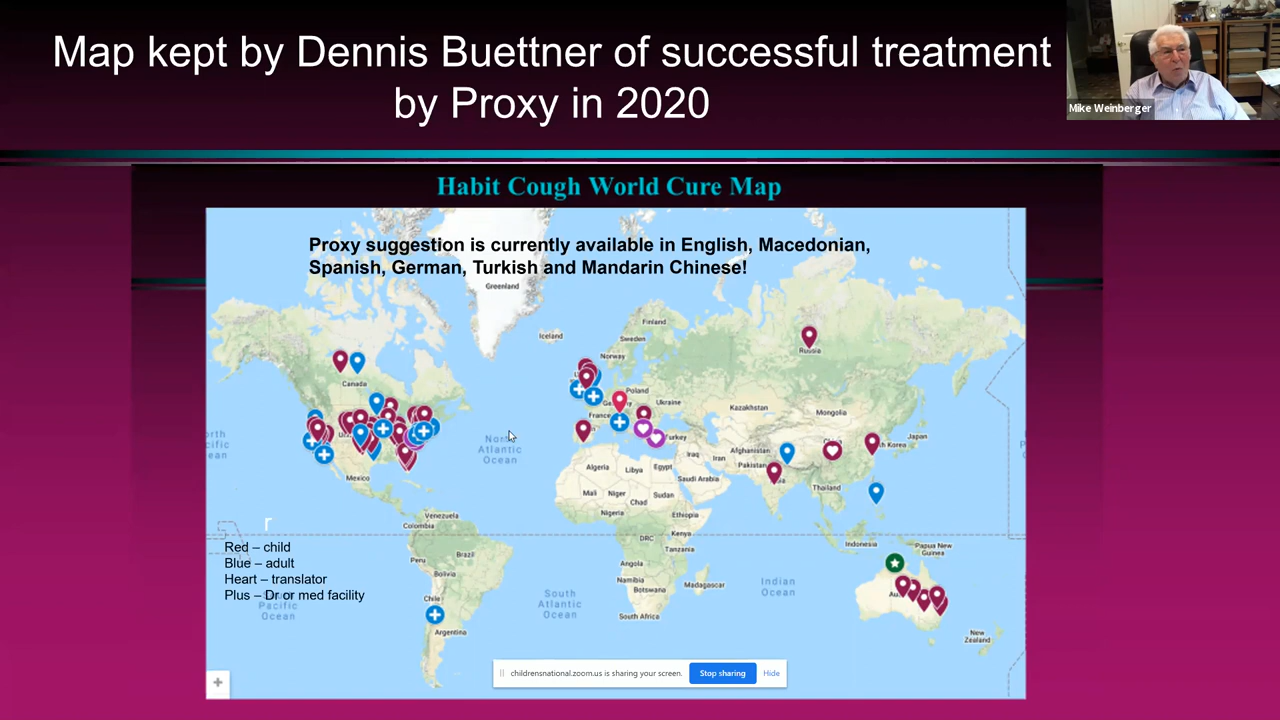 Map kept by Dennis Buettner of successful treatment
by Proxy in 2020
Mike Weinberger
Habit Cough World Cure Map
Proxy suggestion is currently available in English, Macedonian,
Spanish, German, Turkish and Mandarin Chinese!
Greenland
Iceland
Finland
Sweden
Norway
Russia
Canada
Poland
Ukraine
France
Kazakhstan
Mongolia
Turkey
Japan
North
Atlantic
Ocean
Afghanistan
Iraq
Iran
Pakistan
Algeria
Libya
Egypt
Saudi Arabia
Mexico
Mali
Niger
Chad
Sudan
Thailand
Nigeria
Ethiopia
Venezuela
Colombia
r
Kenya
DRC
Tanzania
Indonesia
Papua New
Guinea
Red – child
Blue – adult
Heart – translator
Plus – Dr or med facility
Pacific
Ocean
Peru
Brazil
Bolivia
Chile
Argentina
Angola
Namibia
Botswana
Madagascar
South Africa
South
Atlantic
Ocean
Indian
Ocean
New
Zealand
childrensnational.zoom.us is sharing your screen.
Stop sharing
Hide